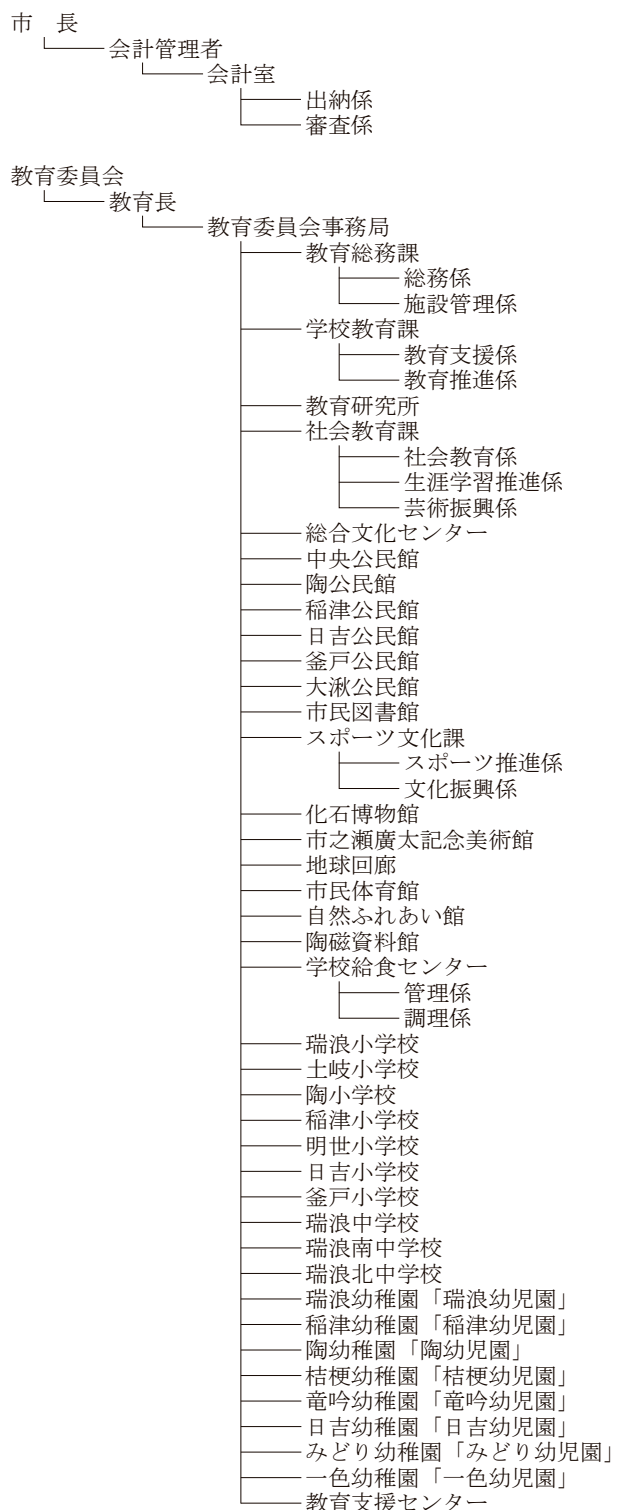 市　長
会計管理者
会計室
出納係
審査係
教育委員会
教育長
教育委員会事務局
教育総務課
総務係
施設管理係
学校教育課
教育支援係
教育推進係
教育研究所
社会教育課
社会教育係
生涯学習推進係
芸術振興係
総合文化センター
中央公民館
陶公民館
稲津公民館
日吉公民館
釜戸公民館
大湫公民館
市民図書館
スポーツ文化課
スポーツ推進係
文化振興係
化石博物館
市之瀬廣太記念美術館
地球回廊
市民体育館
自然ふれあい館
陶磁資料館
学校給食センター
管理係
調理係
瑞浪小学校
土岐小学校
陶小学校
稲津小学校
明世小学校
日吉小学校
釜戸小学校
瑞浪中学校
瑞浪南中学校
瑞浪北中学校
瑞浪幼稚園「瑞浪幼児園」
稲津幼稚園「稲津幼児園」
陶幼稚園「陶幼児園」
桔梗幼稚園「桔梗幼児園」
竜吟幼稚園「竜吟幼児園」
日吉幼稚園「日吉幼児園」
みどり幼稚園「みどり幼児園」
一色幼稚園「一色幼児園」
教育支援センター